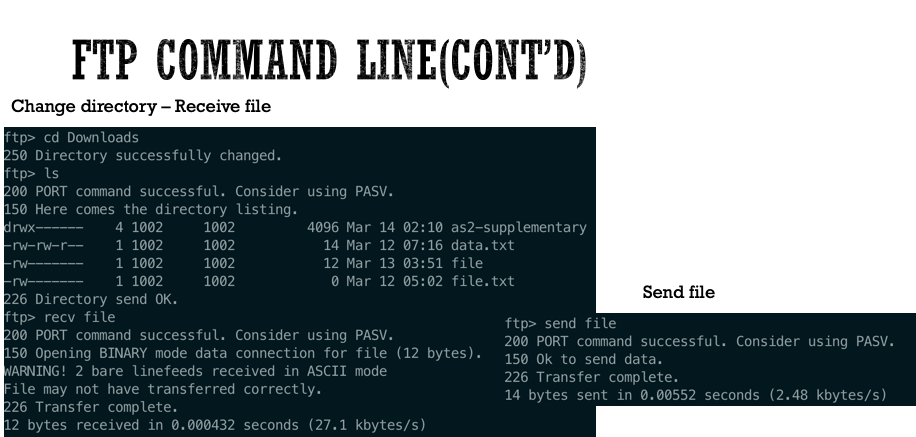 FTP COMMAND LINE(CONT'D)
Change directory – Receive file
ftp> cd Downloads
250 Directory successfully changed.
ftp> ls
200 PORT command successful. Consider using PASV.
150 Here comes the directory listing.
drwx------    4 1002     1002         4096 Mar 14 02:10 as2-supplementary
-rw-rw-r--    1 1002     1002           14 Mar 12 07:16 data.txt
-rw-------    1 1002     1002           12 Mar 13 03:51 file
-rw-------    1 1002     1002            0 Mar 12 05:02 file.txt
226 Directory send OK.
ftp> recv file
200 PORT command successful. Consider using PASV.
150 Opening BINARY mode data connection for file (12 bytes).
WARNING! 2 bare linefeeds received in ASCII mode
File may not have transferred correctly.
226 Transfer complete.
12 bytes received in 0.000432 seconds (27.1 kbytes/s)
Send file
ftp> send file
200 PORT command successful. Consider using PASV.
150 Ok to send data.
226 Transfer complete.
14 bytes sent in 0.00552 seconds (2.48 kbytes/s)